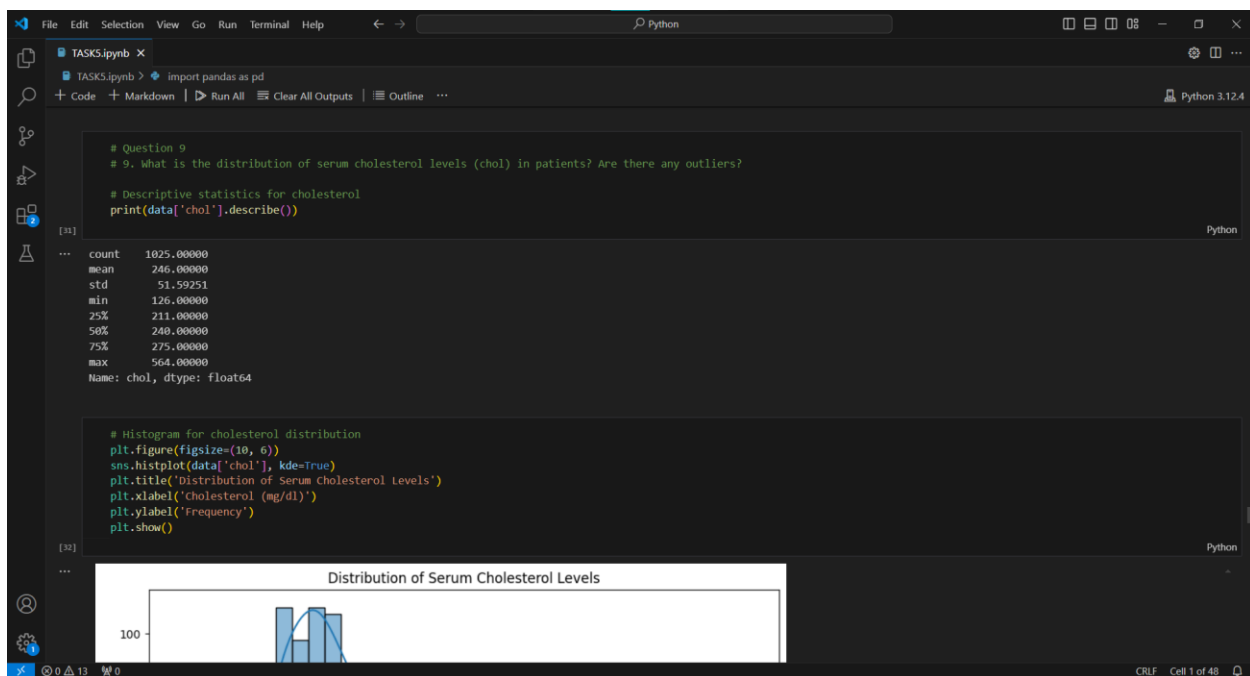 File Edit Selection View Go Run Terminal Help
Python
TASK5.ipynb
TASK5.ipynb > import pandas as pd
+ Code + Markdown | Run All Clear All Outputs | Outline ...
Python 3.12.4
# Question 9
# 9. What is the distribution of serum cholesterol levels (chol) in patients? Are there any outliers?
# Descriptive statistics for cholesterol
print(data['chol'].describe())
[31]
Python
... count 1025.00000
mean 246.00000
std 51.59251
min 126.00000
25% 211.00000
50% 240.00000
75% 275.00000
max 564.00000
Name: chol, dtype: float64
# Histogram for cholesterol distribution
plt.figure(figsize=(10, 6))
sns.histplot(data['chol'], kde=True)
plt.title('Distribution of Serum Cholesterol Levels')
plt.xlabel('Cholesterol (mg/dl)')
plt.ylabel('Frequency')
plt.show()
[32]
Python
...
Distribution of Serum Cholesterol Levels
100
2
1
0 13 0
CRLF Cell 1 of 48